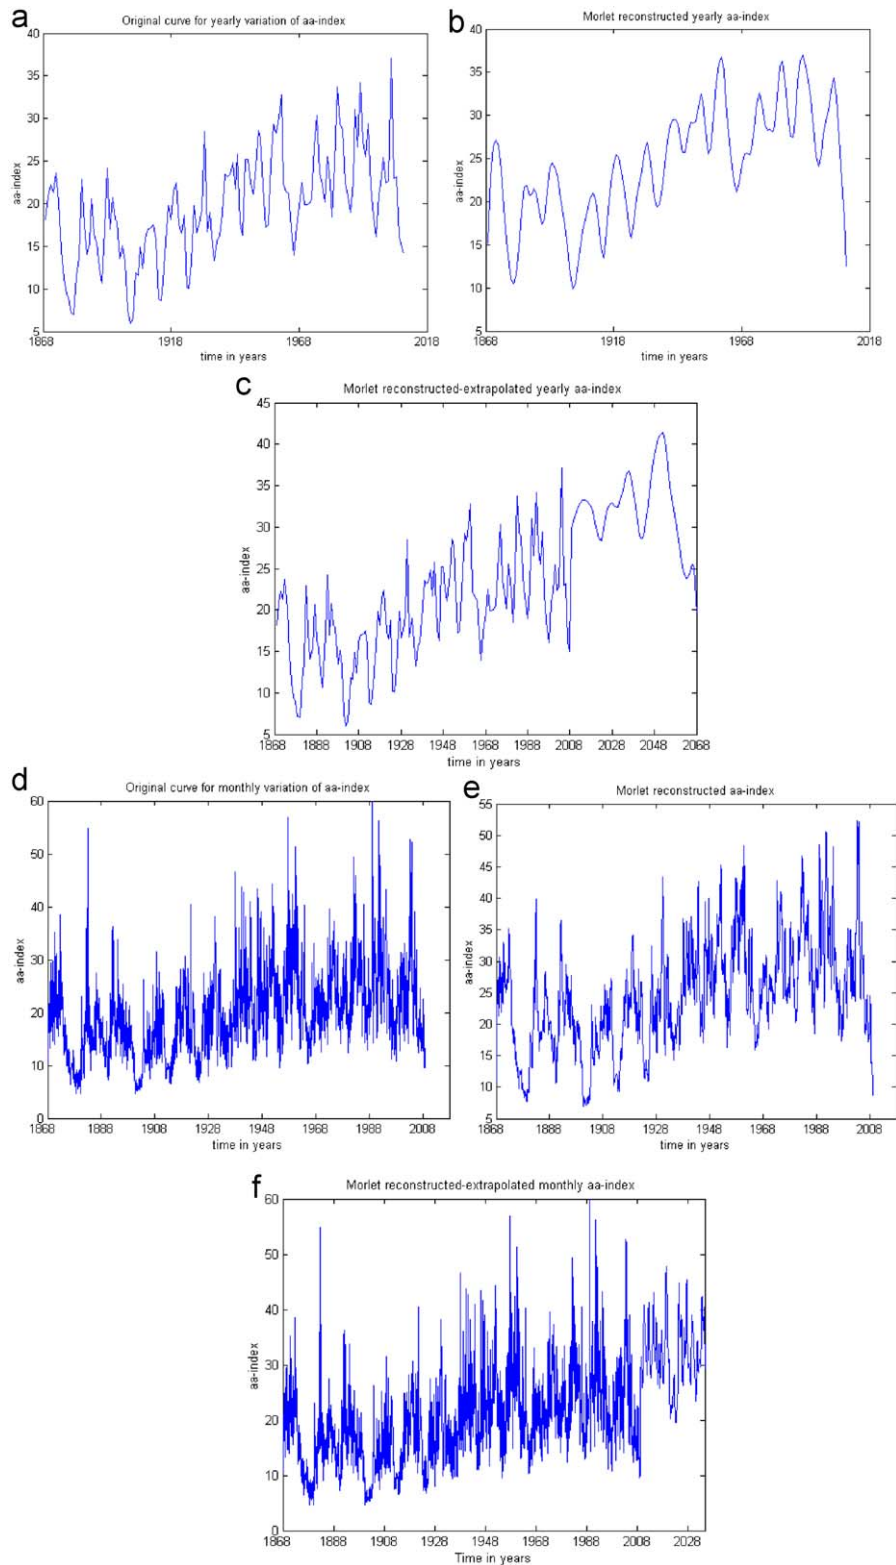 a
Original curve for yearly variation of aa-index
40
35
30
25
20
15
10
5
aa-index
1868 1918 1968 2018
time in years
b
Morlet reconstructed yearly aa-index
40
35
30
25
20
15
10
5
aa-index
1868 1918 1968 2018
time in years
c
Morlet reconstructed-extrapolated yearly aa-index
45
40
35
30
25
20
15
10
5
aa-index
1868 1888 1908 1928 1948 1968 1988 2008 2028 2048 2068
time in years
d
Original curve for monthly variation of aa-index
60
50
40
30
20
10
0
aa-index
1868 1888 1908 1928 1948 1968 1988 2008
time in years
e
Morlet reconstructed aa-index
55
50
45
40
35
30
25
20
15
10
5
aa-index
1868 1888 1908 1928 1948 1968 1988 2008
time in years
f
Morlet reconstructed-extrapolated monthly aa-index
60
50
40
30
20
10
0
aa-index
1868 1888 1908 1928 1948 1968 1988 2008 2028
Time in years